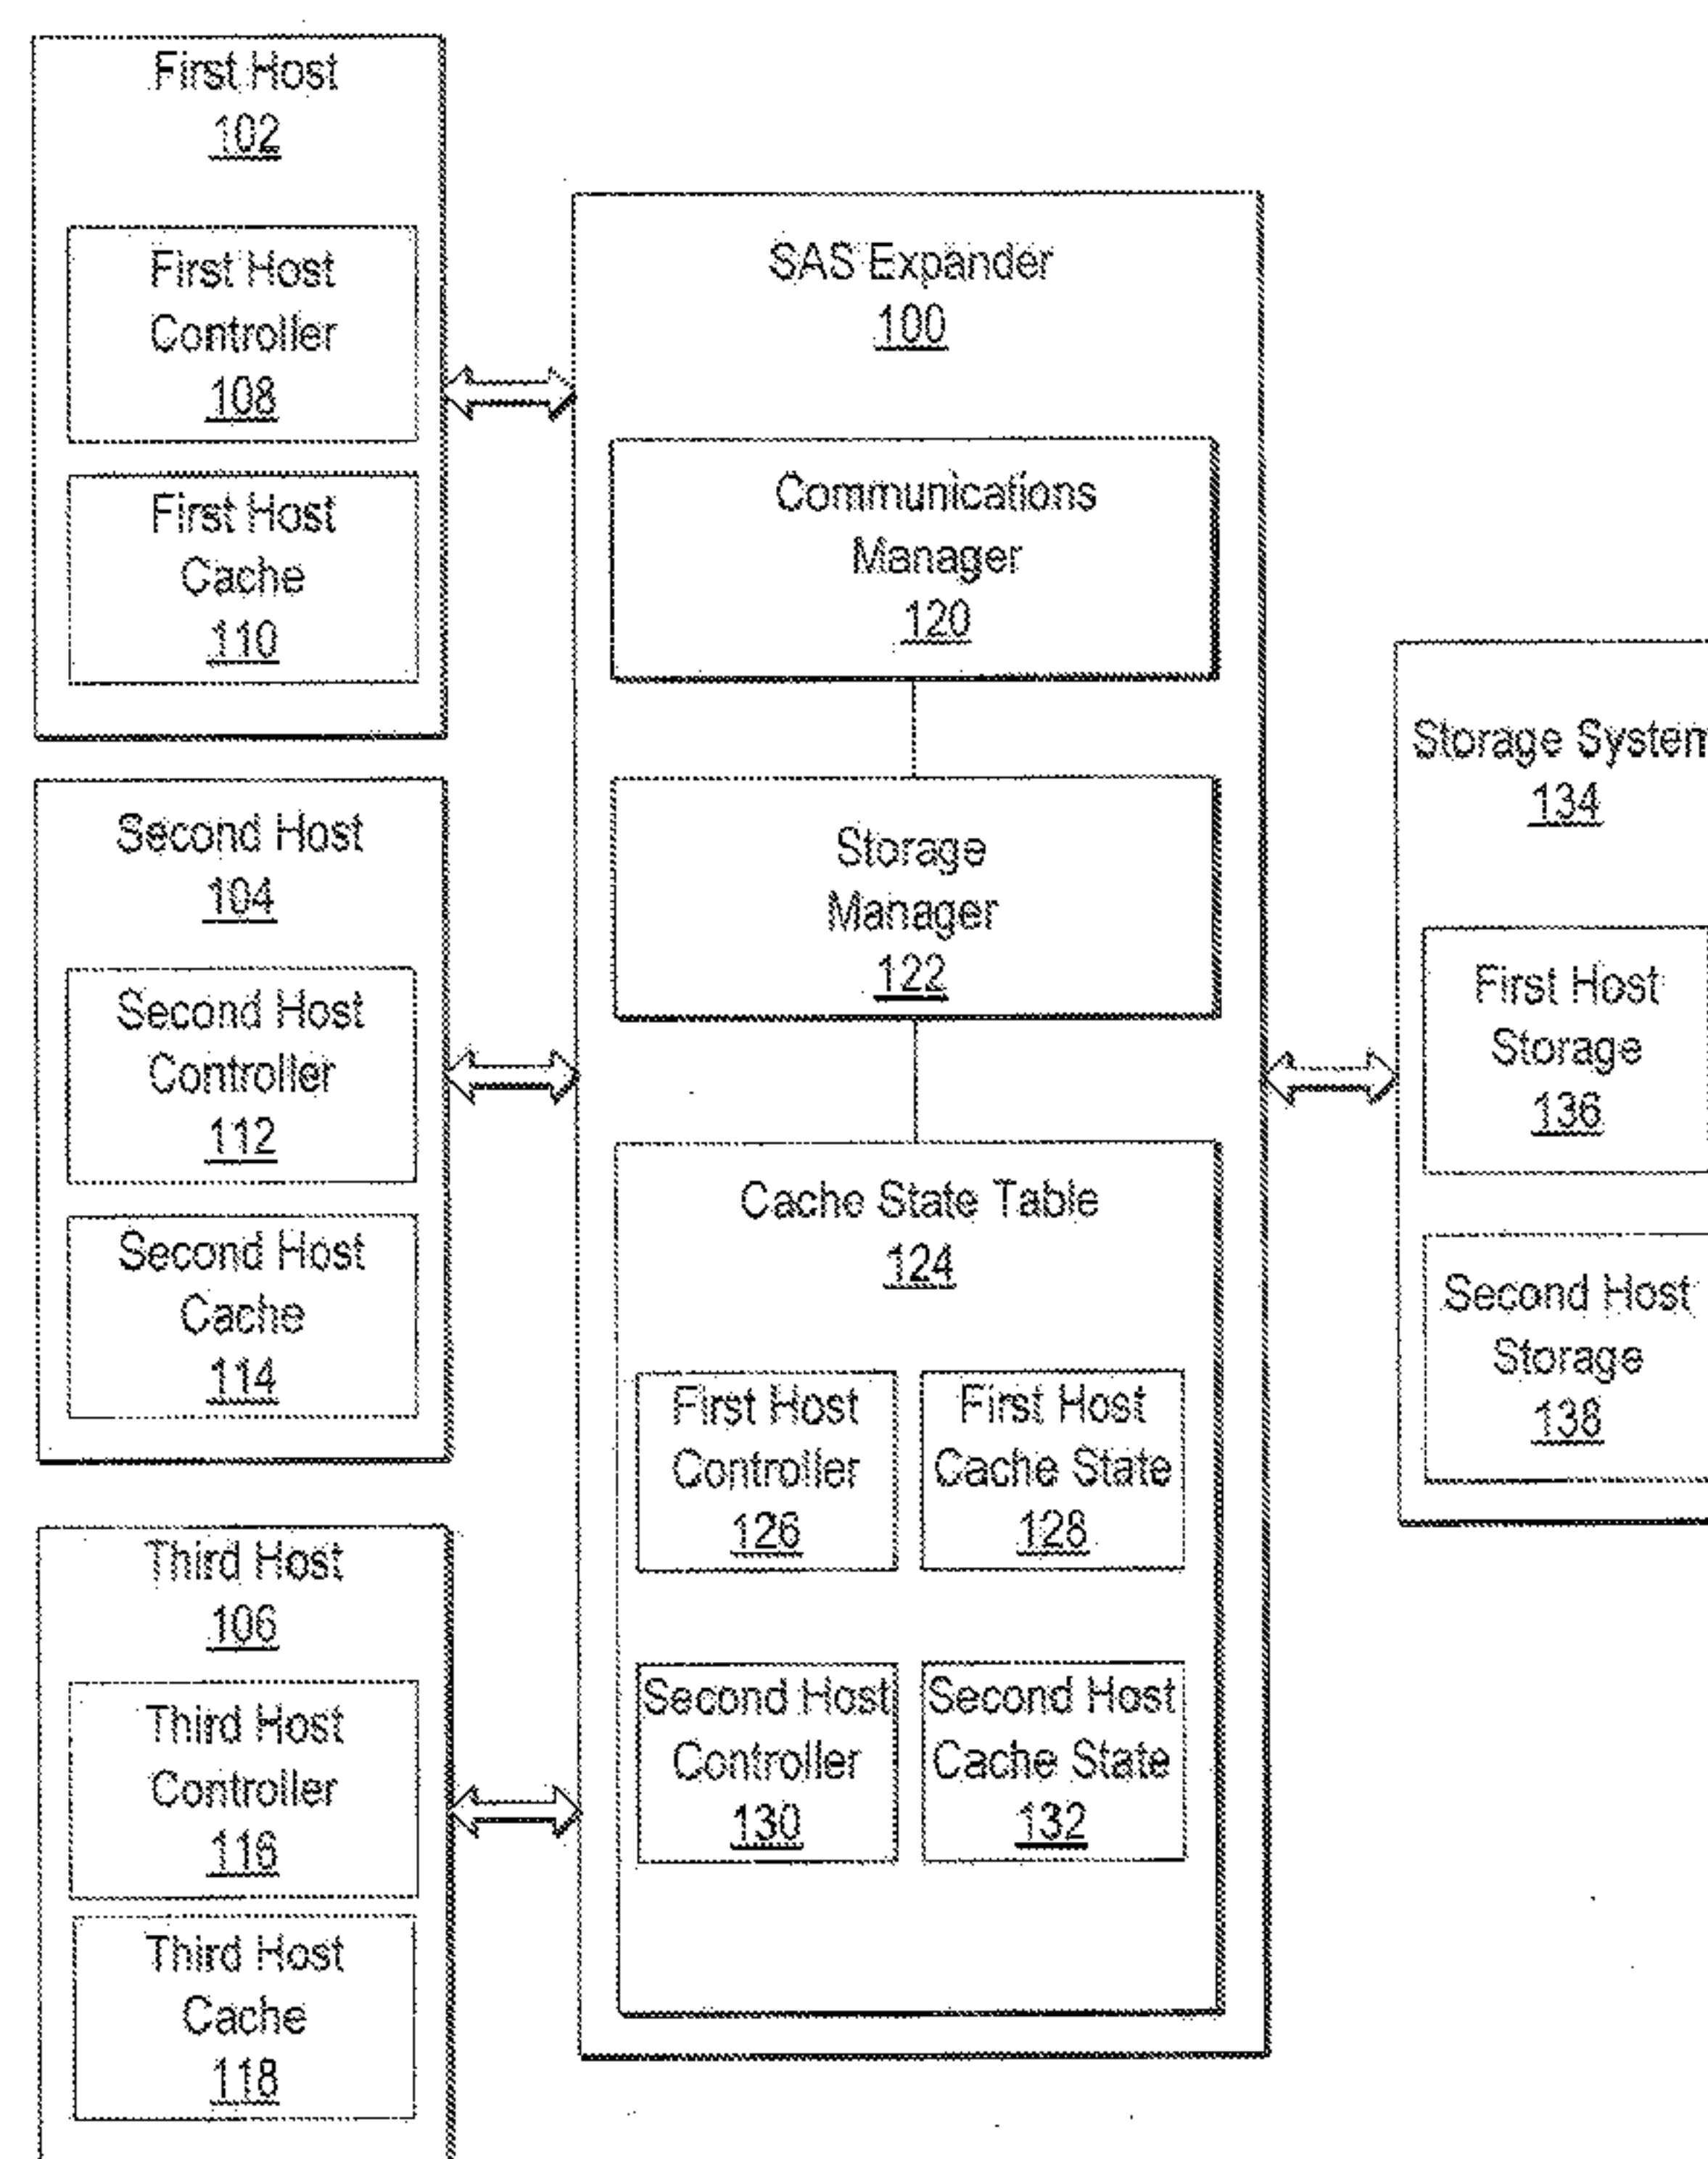 First Host
102
First Host
Controller
108
First Host
Cache
110
Second Host
104
Second Host
Controller
112
Second Host
Cache
114
Third Host
106
Third Host
Controller
116
Third Host
Cache
118
SAS Expander
100
Communications
Manager
120
Storage
Manager
122
Cache State Table
124
First Host
Controller
126
First Host
Cache State
128
Second Host
Controller
130
Second Host
Cache State
132
Storage System
134
First Host
Storage
136
Second Host
Storage
138